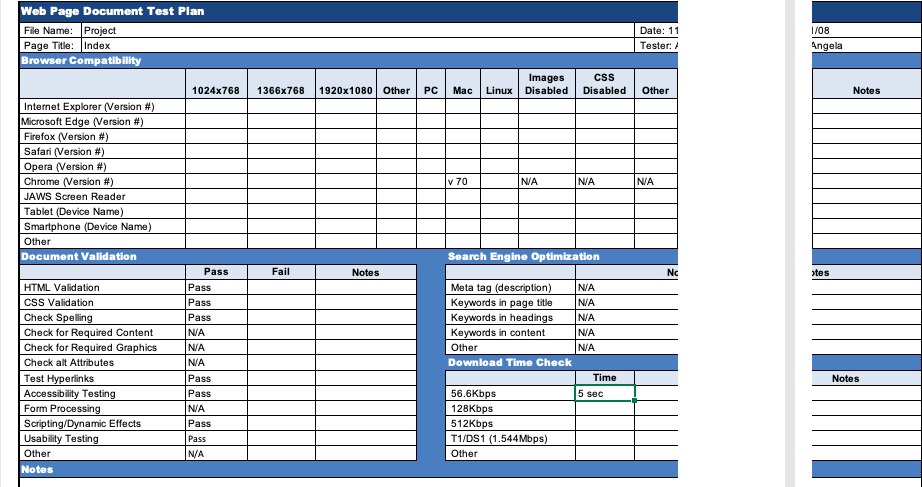 Web Page Document Test Plan
File Name: Project Date: 11 1/08
Page Title: Index Tester: Angela
Browser Compatibility
1024x768 1366x768 1920x1080 Other PC Mac Linux Images Disabled CSS Disabled Other Notes
Internet Explorer (Version #)
Microsoft Edge (Version #)
Firefox (Version #)
Safari (Version #)
Opera (Version #)
Chrome (Version #) v 70 N/A N/A N/A
JAWS Screen Reader
Tablet (Device Name)
Smartphone (Device Name)
Other
Document Validation Search Engine Optimization
Pass Fail Notes
HTML Validation Pass Meta tag (description) N/A
CSS Validation Pass Keywords in page title N/A
Check Spelling Pass Keywords in headings N/A
Check for Required Content N/A Keywords in content N/A
Check for Required Graphics N/A Other N/A
Check alt Attributes N/A Download Time Check
Test Hyperlinks Pass Time Notes
Accessibility Testing Pass 56.6Kbps 5 sec
Form Processing N/A 128Kbps
Scripting/Dynamic Effects Pass 512Kbps
Usability Testing Pass T1/DS1 (1.544Mbps)
Other N/A Other
Notes